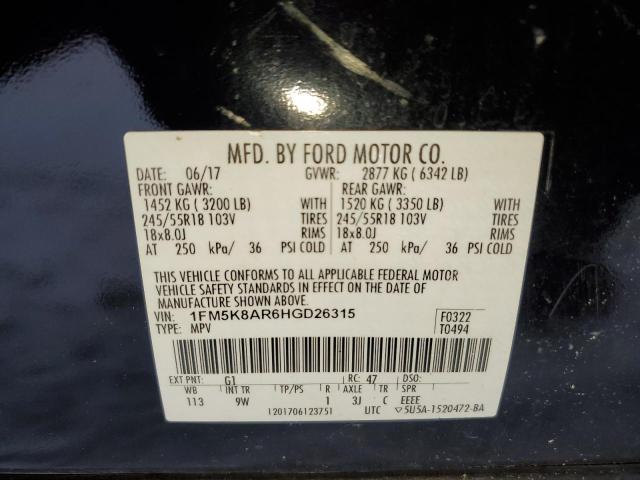 MFD. BY FORD MOTOR CO.
DATE: 06/17 GVWR: 2877 KG ( 6342 LB)
FRONT GAWR: REAR GAWR:
1452 KG ( 3200 LB) WITH 1520 KG ( 3350 LB) WITH
245/55R18 103V TIRES 245/55R18 103V TIRES
18x8.0J RIMS 18x8.0J RIMS
AT 250 kPa/ 36 PSI COLD AT 250 kPa/ 36 PSI COLD
THIS VEHICLE CONFORMS TO ALL APPLICABLE FEDERAL MOTOR
VEHICLE SAFETY STANDARDS IN EFFECT ON THE DATE OF
MANUFACTURE SHOWN ABOVE.
VIN: 1FM5K8AR6HGD26315 F0322
TYPE: MPV T0494
EXT PNT: G1 RC: 47 DSO:
WB INT TR TP/PS R AXLE TR SPR
113 9W 1 3J C EEEE
1201706123751 UTC ▽5U5A-1520472-BA